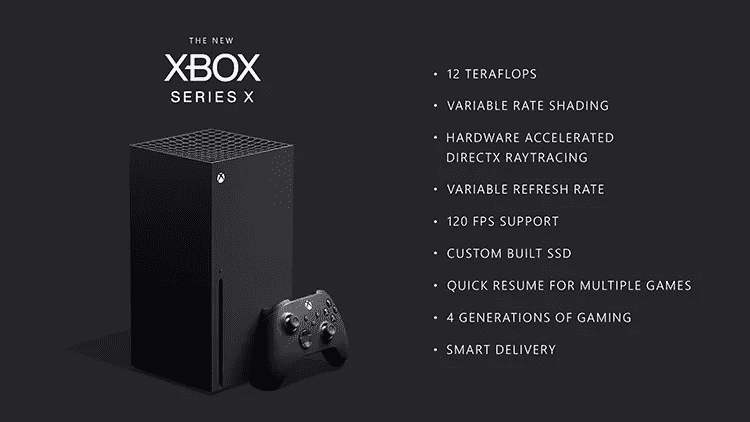 THE NEW
XBOX
SERIES X
• 12 TERAFLOPS
• VARIABLE RATE SHADING
• HARDWARE ACCELERATED
DIRECTX RAYTRACING
• VARIABLE REFRESH RATE
• 120 FPS SUPPORT
• CUSTOM BUILT SSD
• QUICK RESUME FOR MULTIPLE GAMES
• 4 GENERATIONS OF GAMING
• SMART DELIVERY